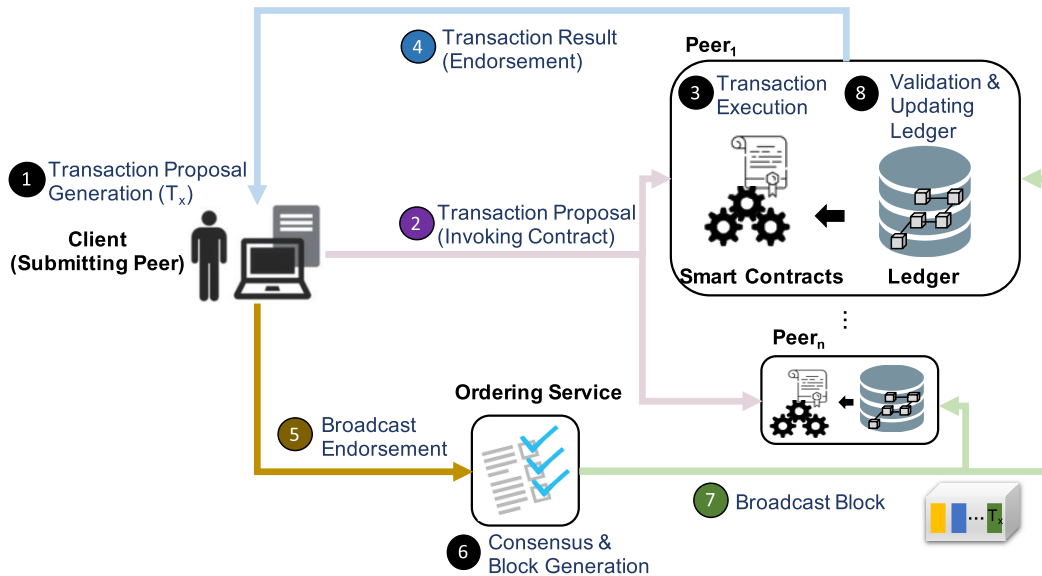 4 Transaction Result
(Endorsement)
Peer₁
3 Transaction
Execution
8 Validation &
Updating
Ledger
1 Transaction Proposal
Generation (Tₓ)
2 Transaction Proposal
(Invoking Contract)
Client
(Submitting Peer)
Smart Contracts
Ledger
⋮
Peerₙ
Ordering Service
5 Broadcast
Endorsement
7 Broadcast Block
... Tₓ
6 Consensus &
Block Generation